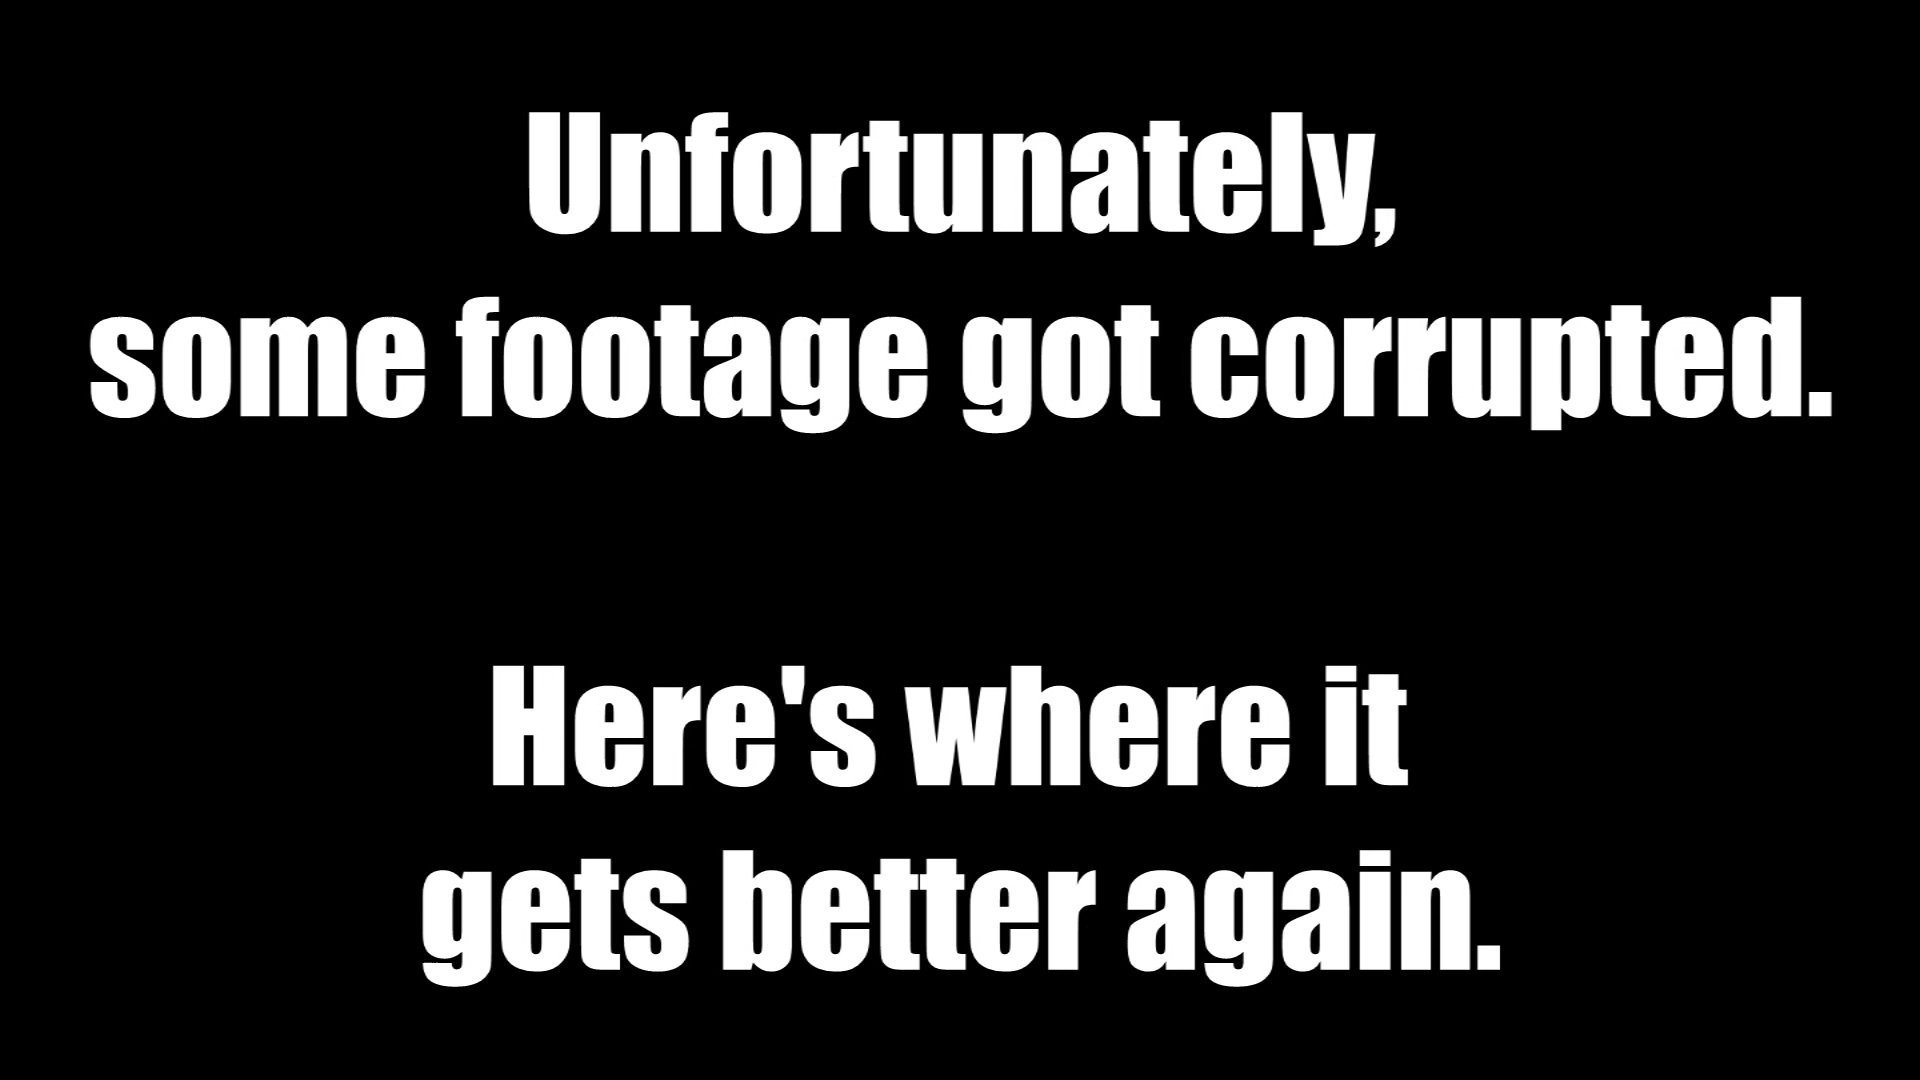 Unfortunately,
some footage got corrupted.
Here's where it
gets better again.